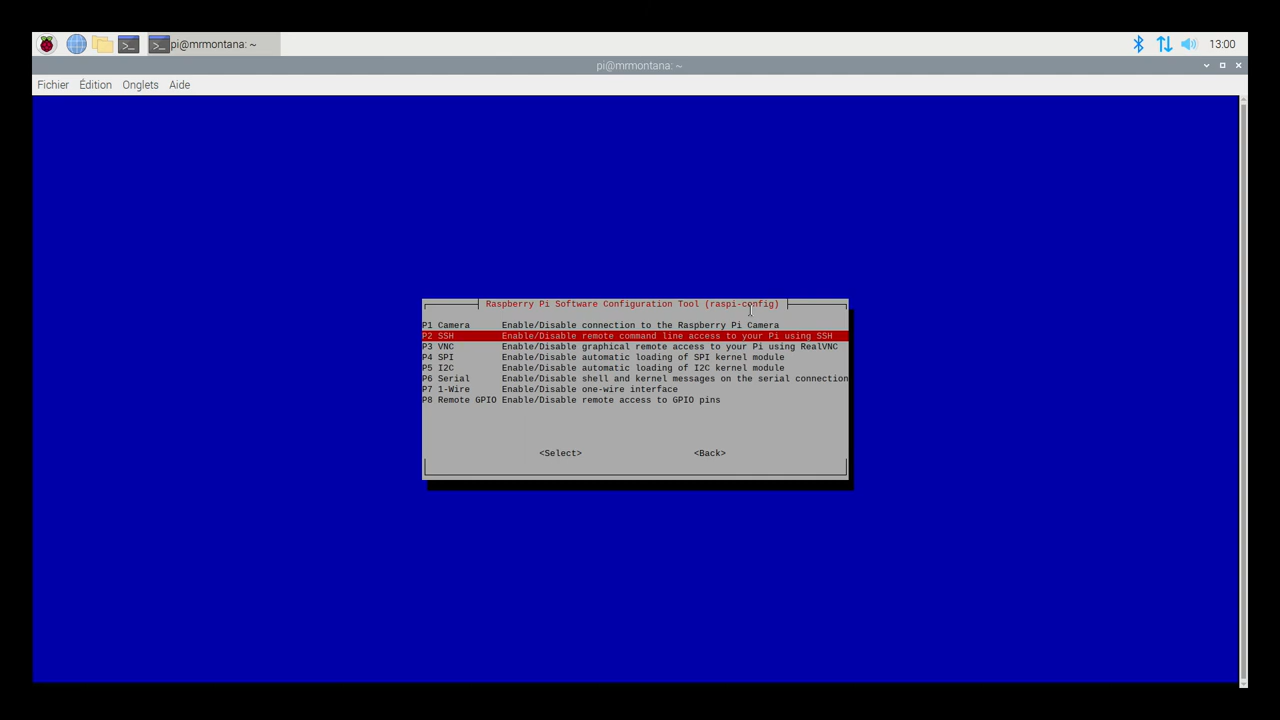 pi@mrmontana: ~ 13:00
pi@mrmontana: ~
Fichier Édition Onglets Aide
Raspberry Pi Software Configuration Tool (raspi-config)
P1 Camera Enable/Disable connection to the Raspberry Pi Camera
P2 SSH Enable/Disable remote command line access to your Pi using SSH
P3 VNC Enable/Disable graphical remote access to your Pi using RealVNC
P4 SPI Enable/Disable automatic loading of SPI kernel module
P5 I2C Enable/Disable automatic loading of I2C kernel module
P6 Serial Enable/Disable shell and kernel messages on the serial connection
P7 1-Wire Enable/Disable one-wire interface
P8 Remote GPIO Enable/Disable remote access to GPIO pins
<Select> <Back>